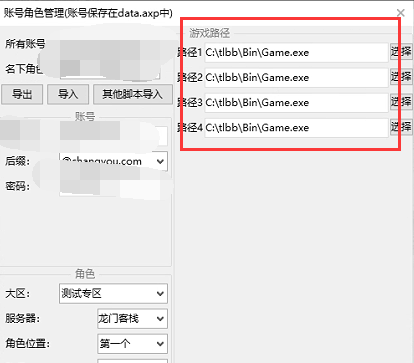 账号角色管理(账号保存在data.axp中)
所有账号
名下角色
导出 导入 其他脚本导入
账号
后缀: @changyou.com
密码:
角色
大区: 测试专区
服务器: 龙门客栈
角色位置: 第一个
游戏路径
路径1 C:\tlbb\Bin\Game.exe 选择
路径2 C:\tlbb\Bin\Game.exe 选择
路径3 C:\tlbb\Bin\Game.exe 选择
路径4 C:\tlbb\Bin\Game.exe 选择